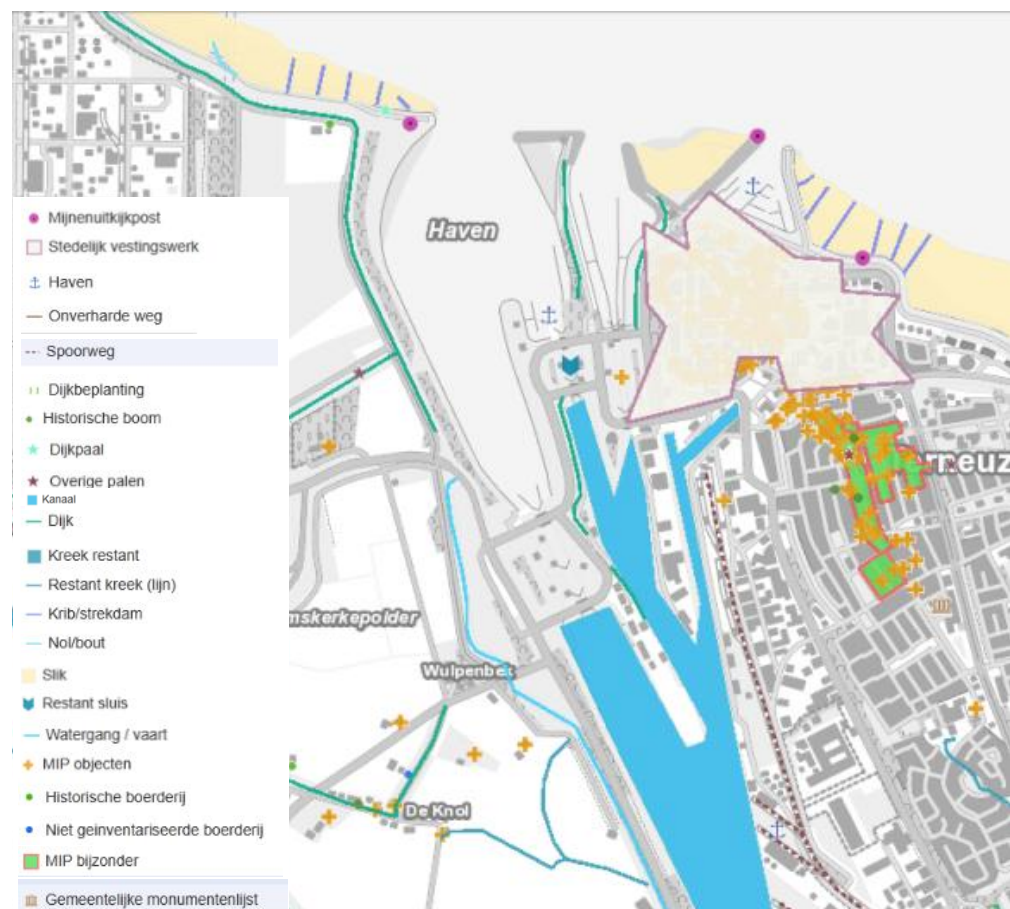 Haven
Mijnenuitkijkpost
Stedelijk vestingswerk
Haven
Onverharde weg
Spoorweg
Dijkbeplanting
Historische boom
Dijkpaal
Overige palen
Kanaal
Dijk
Kreek restant
Restant kreek (lijn)
Krib/strekdam
Nol/bout
Slik
Restant sluis
Watergang / vaart
MIP objecten
Historische boerderij
Niet geinventariseerde boerderij
MIP bijzonder
Gemeentelijke monumentenlijst
rneuz
mskerkepolder
Wulpenbek
De Knol